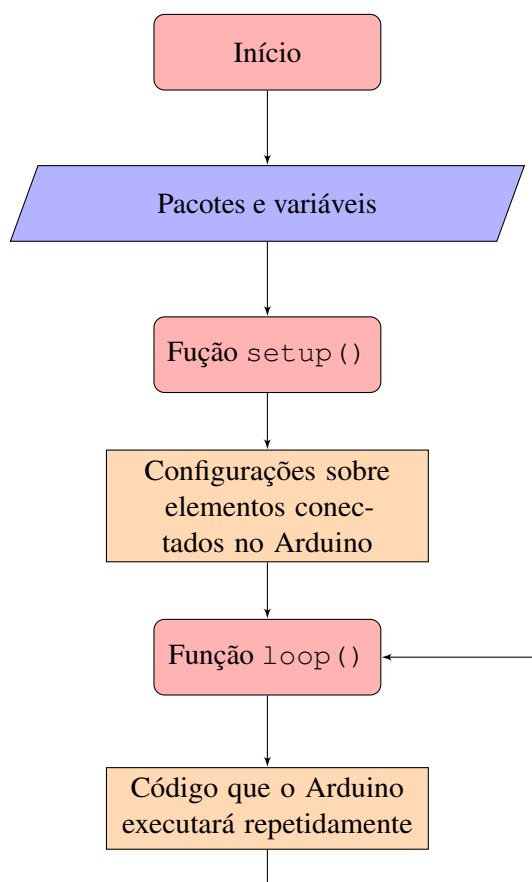 Início
Pacotes e variáveis
Fução setup()
Configurações sobre
elementos conec-
tados no Arduino
Função loop()
Código que o Arduino
executará repetidamente